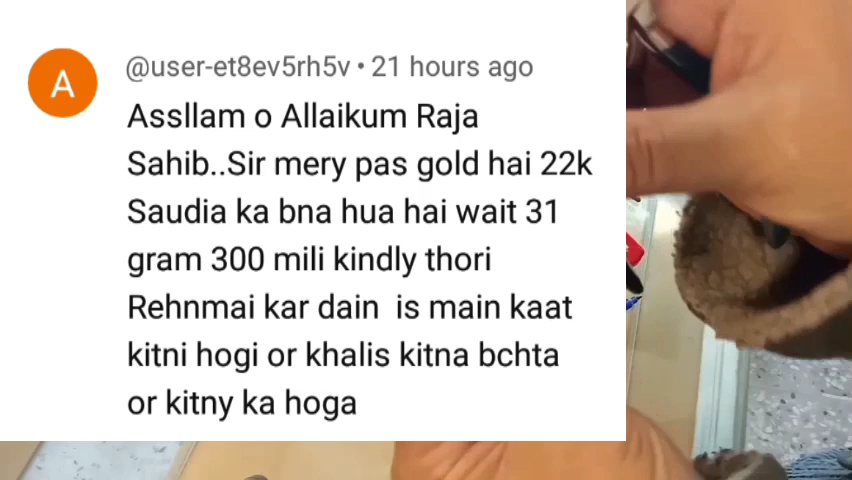 A
@user-et8ev5rh5v • 21 hours ago
Assllam o Allaikum Raja
Sahib..Sir mery pas gold hai 22k
Saudia ka bna hua hai wait 31
gram 300 mili kindly thori
Rehnmai kar dain is main kaat
kitni hogi or khalis kitna bchta
or kitny ka hoga